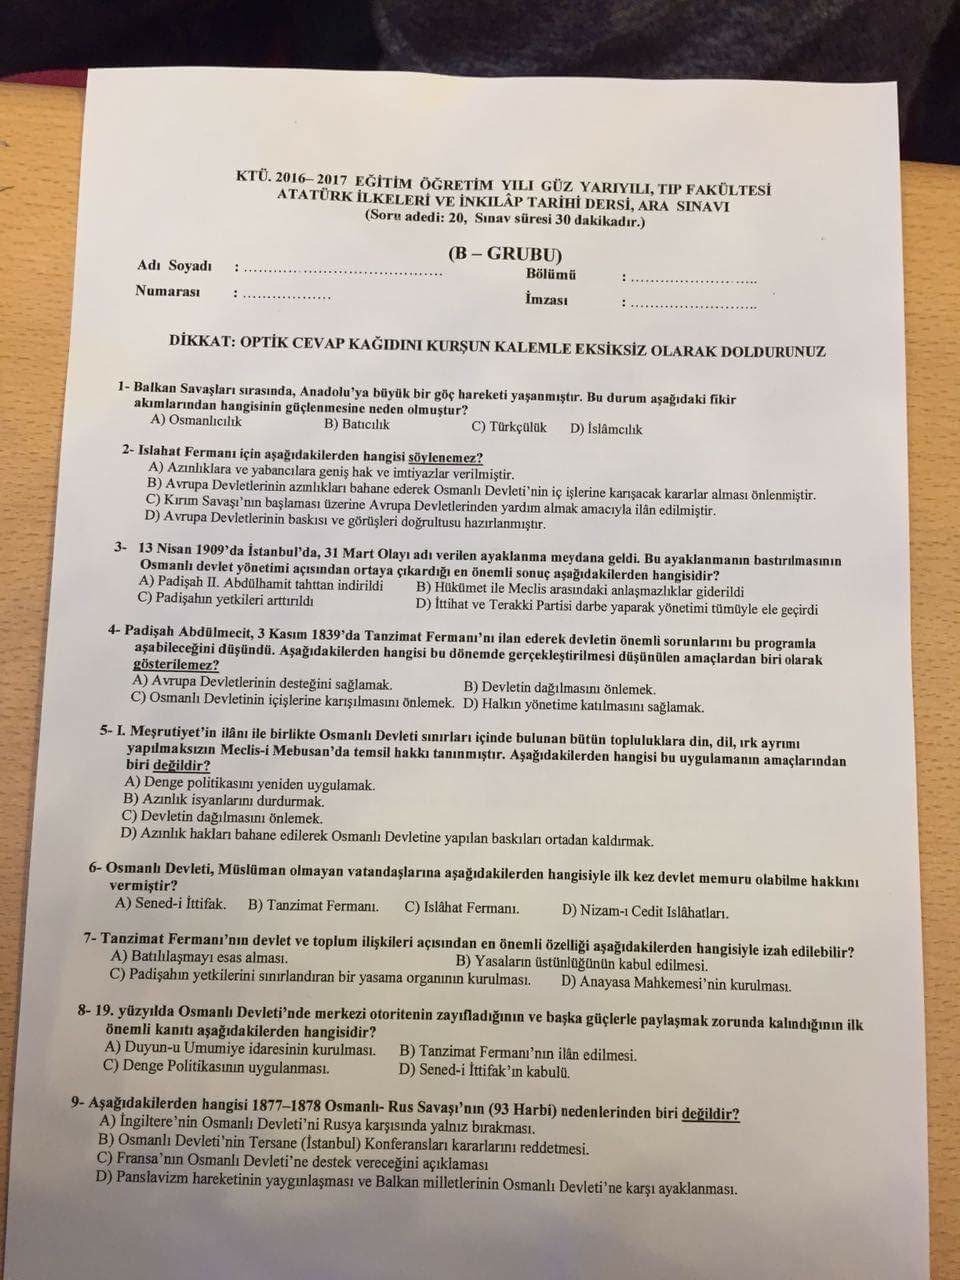 KTÜ. 2016–2017 EĞİTİM ÖĞRETİM YILI GÜZ YARIYILI, TIP FAKÜLTESİ
ATATÜRK İLKELERİ VE İNKILÂP TARİHİ DERSİ, ARA SINAVI
(Soru adedi: 20, Sınav süresi 30 dakikadır.)
(B – GRUBU)
Adı Soyadı : ........................................... Bölümü : ...........................
Numarası : ................... İmzası : ...........................
DİKKAT: OPTİK CEVAP KAĞIDINI KURŞUN KALEMLE EKSİKSİZ OLARAK DOLDURUNUZ
1- Balkan Savaşları sırasında, Anadolu'ya büyük bir göç hareketi yaşanmıştır. Bu durum aşağıdaki fikir
akımlarından hangisinin güçlenmesine neden olmuştur?
A) Osmanlıcılık B) Batıcılık C) Türkçülük D) İslâmcılık
2- Islahat Fermanı için aşağıdakilerden hangisi söylenemez?
A) Azınlıklara ve yabancılara geniş hak ve imtiyazlar verilmiştir.
B) Avrupa Devletlerinin azınlıkları bahane ederek Osmanlı Devleti'nin iç işlerine karışacak kararlar alması önlenmiştir.
C) Kırım Savaşı'nın başlaması üzerine Avrupa Devletlerinden yardım almak amacıyla ilân edilmiştir.
D) Avrupa Devletlerinin baskısı ve görüşleri doğrultusu hazırlanmıştır.
3- 13 Nisan 1909'da İstanbul'da, 31 Mart Olayı adı verilen ayaklanma meydana geldi. Bu ayaklanmanın bastırılmasının
Osmanlı devlet yönetimi açısından ortaya çıkardığı en önemli sonuç aşağıdakilerden hangisidir?
A) Padişah II. Abdülhamit tahttan indirildi B) Hükümet ile Meclis arasındaki anlaşmazlıklar giderildi
C) Padişahın yetkileri arttırıldı D) İttihat ve Terakki Partisi darbe yaparak yönetimi tümüyle ele geçirdi
4- Padişah Abdülmecit, 3 Kasım 1839'da Tanzimat Fermanı'nı ilan ederek devletin önemli sorunlarını bu programla
aşabileceğini düşündü. Aşağıdakilerden hangisi bu dönemde gerçekleştirilmesi düşünülen amaçlardan biri olarak
gösterilemez?
A) Avrupa Devletlerinin desteğini sağlamak. B) Devletin dağılmasını önlemek.
C) Osmanlı Devletinin içişlerine karışılmasını önlemek. D) Halkın yönetime katılmasını sağlamak.
5- I. Meşrutiyet'in ilânı ile birlikte Osmanlı Devleti sınırları içinde bulunan bütün topluluklara din, dil, ırk ayrımı
yapılmaksızın Meclis-i Mebusan'da temsil hakkı tanınmıştır. Aşağıdakilerden hangisi bu uygulamanın amaçlarından
biri değildir?
A) Denge politikasını yeniden uygulamak.
B) Azınlık isyanlarını durdurmak.
C) Devletin dağılmasını önlemek.
D) Azınlık hakları bahane edilerek Osmanlı Devletine yapılan baskıları ortadan kaldırmak.
6- Osmanlı Devleti, Müslüman olmayan vatandaşlarına aşağıdakilerden hangisiyle ilk kez devlet memuru olabilme hakkını
vermiştir?
A) Sened-i İttifak. B) Tanzimat Fermanı. C) Islâhat Fermanı. D) Nizam-ı Cedit Islâhatları.
7- Tanzimat Fermanı'nın devlet ve toplum ilişkileri açısından en önemli özelliği aşağıdakilerden hangisiyle izah edilebilir?
A) Batılılaşmayı esas alması. B) Yasaların üstünlüğünün kabul edilmesi.
C) Padişahın yetkilerini sınırlandıran bir yasama organının kurulması. D) Anayasa Mahkemesi'nin kurulması.
8- 19. yüzyılda Osmanlı Devleti'nde merkezi otoritenin zayıfladığının ve başka güçlerle paylaşmak zorunda kalındığının ilk
önemli kanıtı aşağıdakilerden hangisidir?
A) Duyun-u Umumiye idaresinin kurulması. B) Tanzimat Fermanı'nın ilân edilmesi.
C) Denge Politikasının uygulanması. D) Sened-i İttifak'ın kabulü.
9- Aşağıdakilerden hangisi 1877–1878 Osmanlı- Rus Savaşı'nın (93 Harbi) nedenlerinden biri değildir?
A) İngiltere'nin Osmanlı Devleti'ni Rusya karşısında yalnız bırakması.
B) Osmanlı Devleti'nin Tersane (İstanbul) Konferansları kararlarını reddetmesi.
C) Fransa'nın Osmanlı Devleti'ne destek vereceğini açıklaması
D) Panslavizm hareketinin yaygınlaşması ve Balkan milletlerinin Osmanlı Devleti'ne karşı ayaklanması.